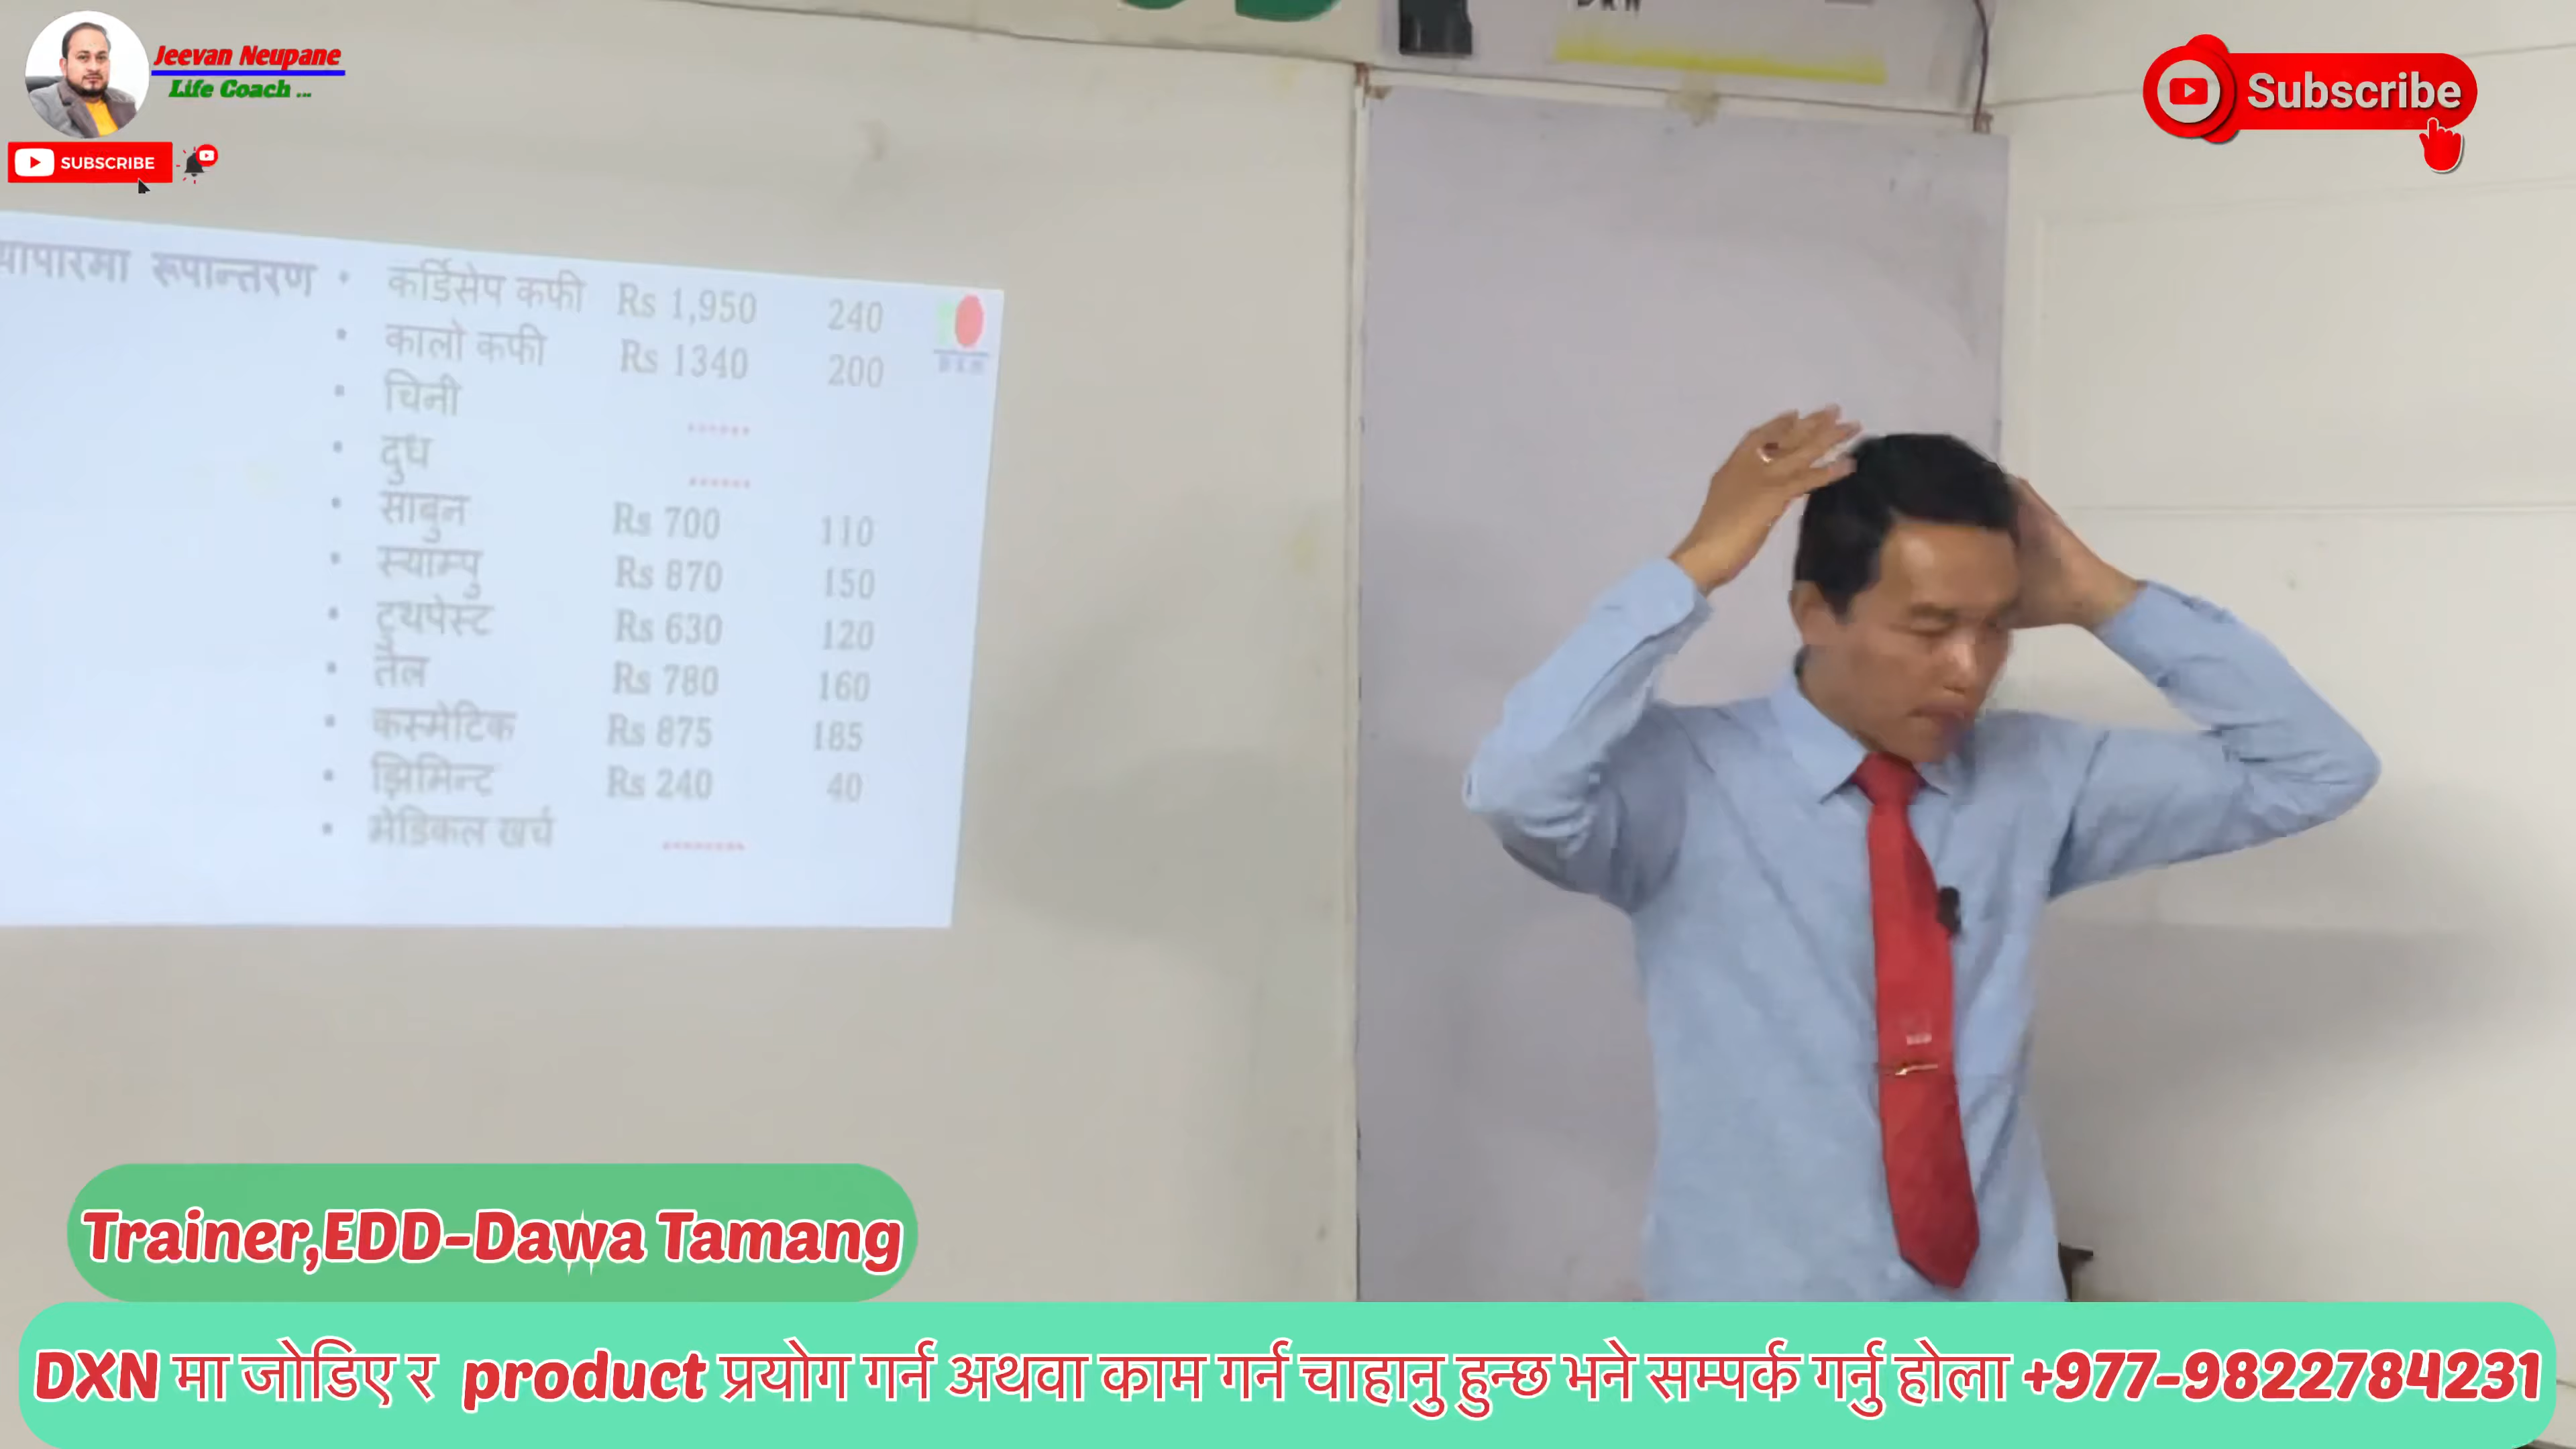 Jeevan Neupane
Life Coach ...
SUBSCRIBE
Subscribe
रूपान्तरण
• कर्डिसेप कफी Rs 1,950 240
• कालो कफी Rs 1340 200
• चिनी ......
• दुध ......
• साबुन Rs 700 110
• स्याम्पु Rs 870 150
• टुथपेस्ट Rs 630 120
• तेल Rs 780 160
• कस्मेटिक Rs 875 185
• झिमिन्ट Rs 240 40
• मेडिकल खर्च ........
Trainer,EDD-Dawa Tamang
DXN मा जोडिए र product प्रयोग गर्न अथवा काम गर्न चाहानु हुन्छ भने सम्पर्क गर्नु होला +977-9822784231